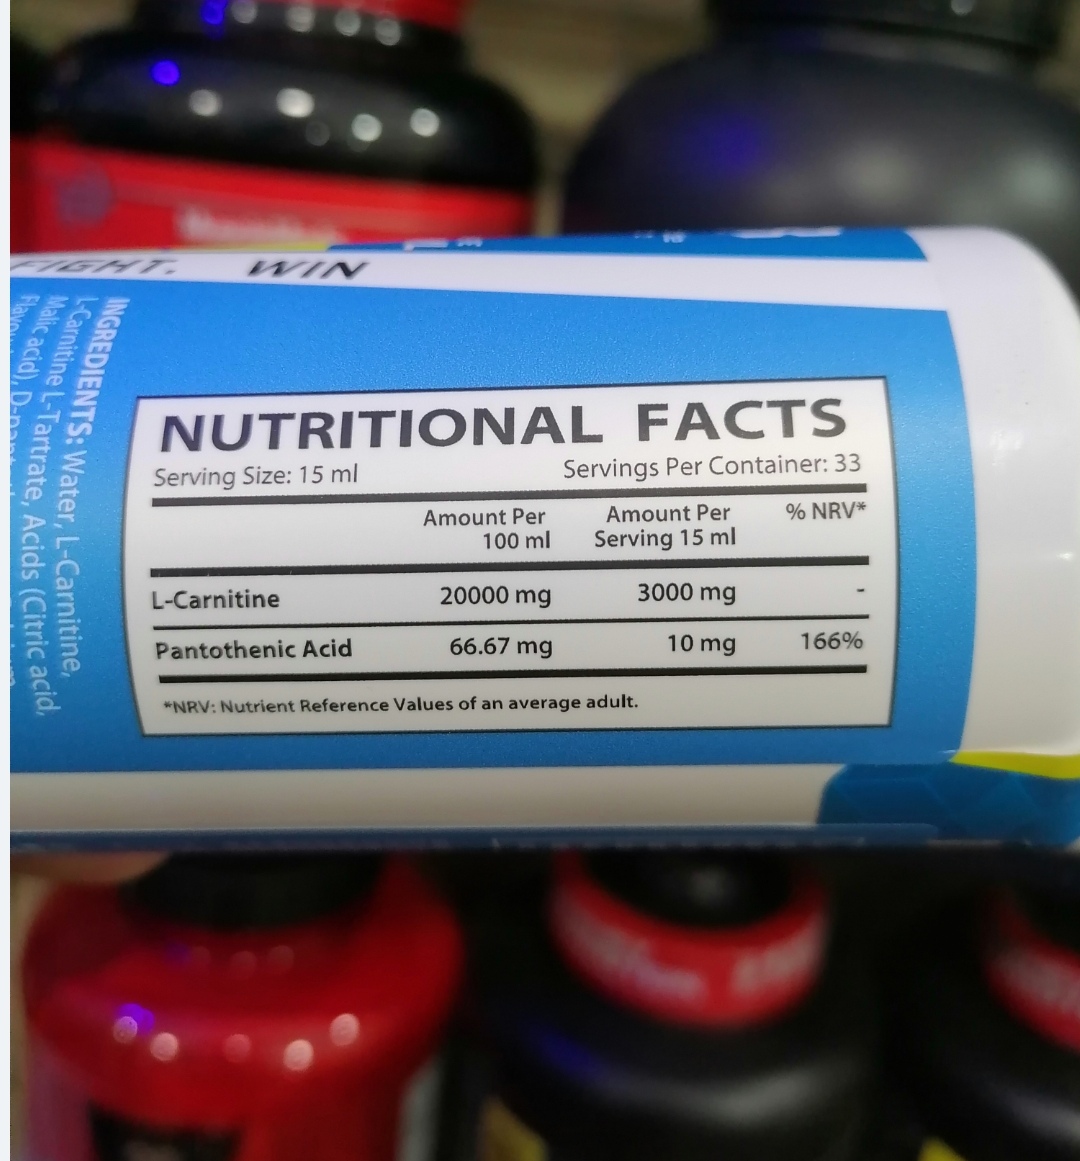 FIGHT. WIN
NUTRITIONAL FACTS
Serving Size: 15 ml Servings Per Container: 33
Amount Per 100 ml Amount Per Serving 15 ml % NRV*
L-Carnitine 20000 mg 3000 mg -
Pantothenic Acid 66.67 mg 10 mg 166%
*NRV: Nutrient Reference Values of an average adult.
INGREDIENTS: Water, L-Carnitine,
L-Carnitine L-Tartrate, Acids (Citric acid,
Malic acid),